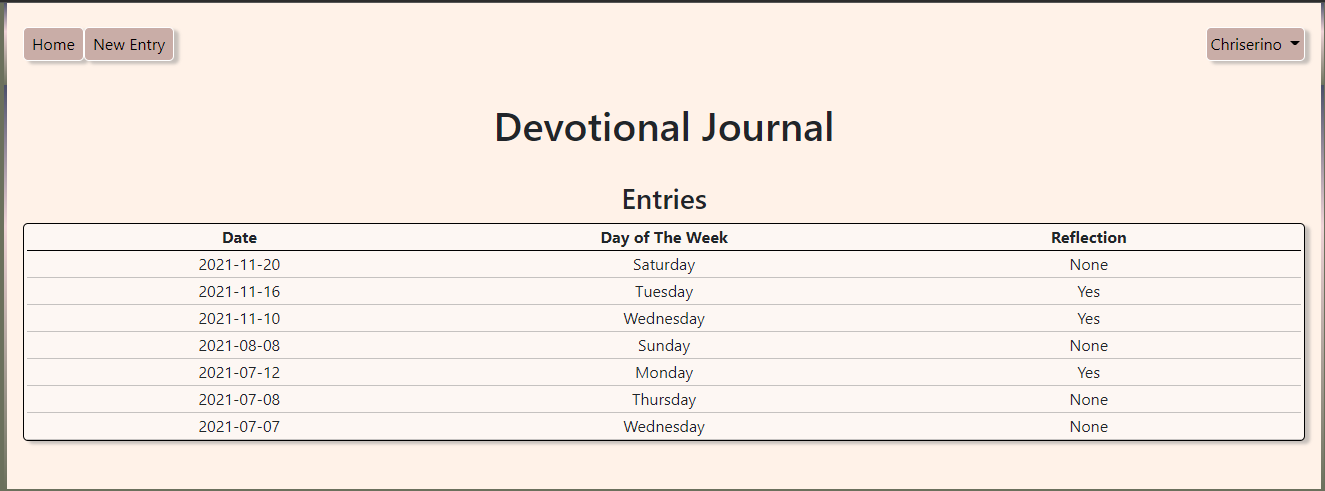 Home New Entry Chriserino
Devotional Journal
Entries
Date Day of The Week Reflection
2021-11-20 Saturday None
2021-11-16 Tuesday Yes
2021-11-10 Wednesday Yes
2021-08-08 Sunday None
2021-07-12 Monday Yes
2021-07-08 Thursday None
2021-07-07 Wednesday None